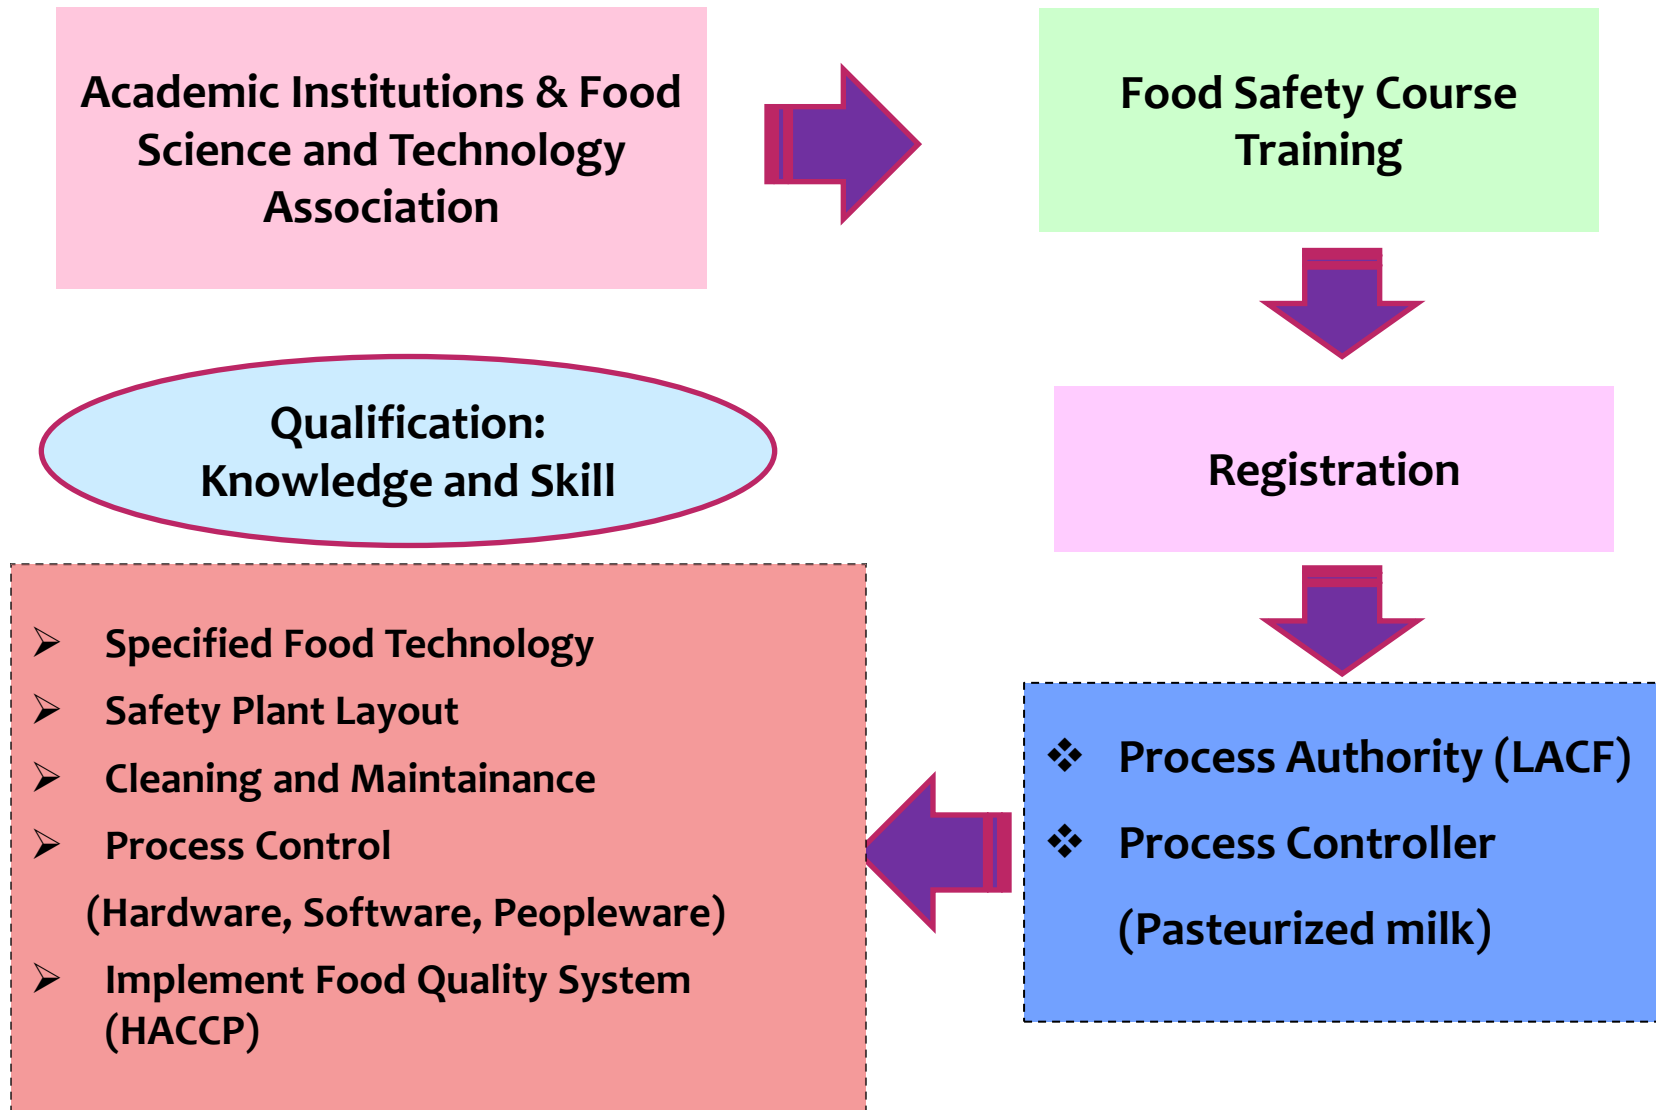 Academic Institutions & Food
Science and Technology
Association
Food Safety Course
Training
Qualification:
Knowledge and Skill
Registration
➢ Specified Food Technology
➢ Safety Plant Layout
➢ Cleaning and Maintainance
➢ Process Control
(Hardware, Software, Peopleware)
➢ Implement Food Quality System
(HACCP)
❖ Process Authority (LACF)
❖ Process Controller
(Pasteurized milk)